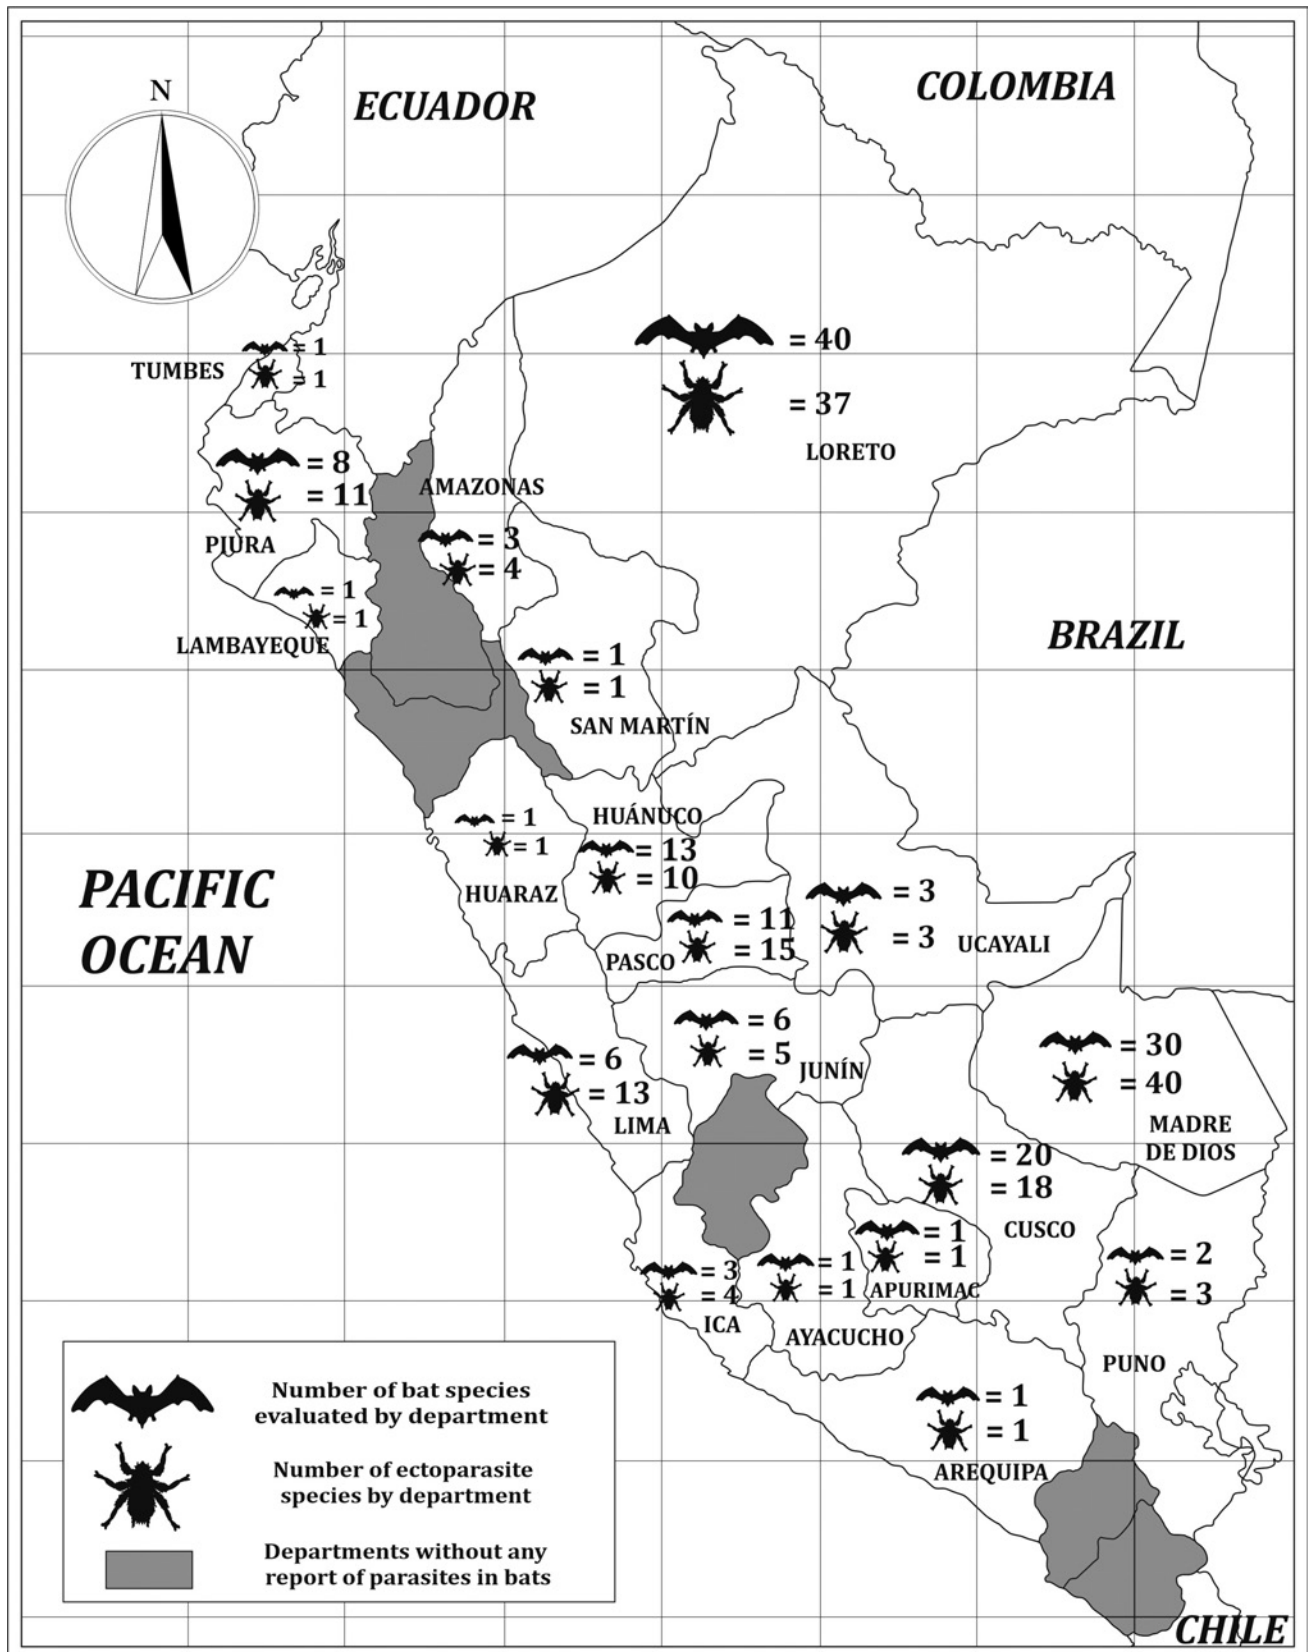 N
ECUADOR
COLOMBIA
= 1
TUMBES
= 1
= 40
= 37
LORETO
= 8
= 11
PIURA
AMAZONAS
= 3
= 4
= 1
= 1
LAMBAYEQUE
BRAZIL
= 1
= 1
SAN MARTÍN
= 1
= 1
HUARAZ
HUÁNUCO
= 13
= 10
PACIFIC
OCEAN
= 11
= 15
PASCO
= 3
= 3
UCAYALI
= 6
= 5
JUNÍN
= 6
= 13
LIMA
= 30
= 40
MADRE
DE DIOS
= 20
= 18
CUSCO
= 1
= 1
APURIMAC
= 3
= 4
ICA
= 1
= 1
AYACUCHO
= 2
= 3
PUNO
= 1
= 1
AREQUIPA
Number of bat species
evaluated by department
Number of ectoparasite
species by department
Departments without any
report of parasites in bats
CHILE